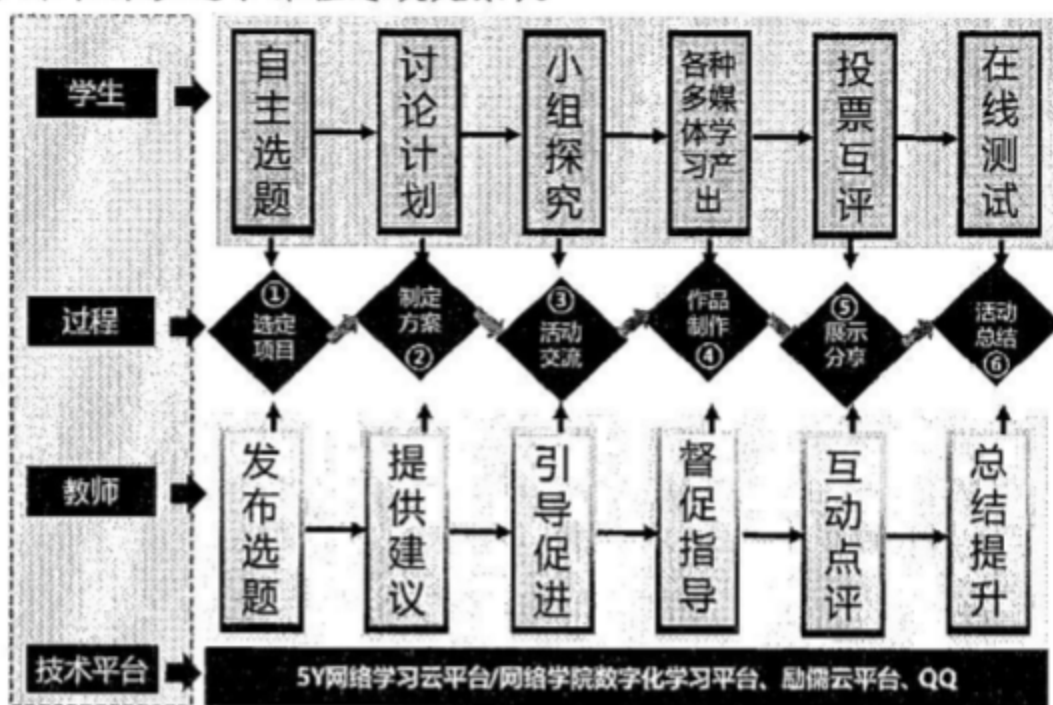 学生
自主选题
讨论计划
小组探究
各种多媒体学习产出
投票互评
在线测试
过程
①选定项目
制定方案②
③活动交流
作品制作④
⑤展示分享
活动总结⑥
教师
发布选题
提供建议
引导促进
督促指导
互动点评
总结提升
技术平台
5Y网络学习云平台/网络学院数字化学习平台、励儒云平台、QQ